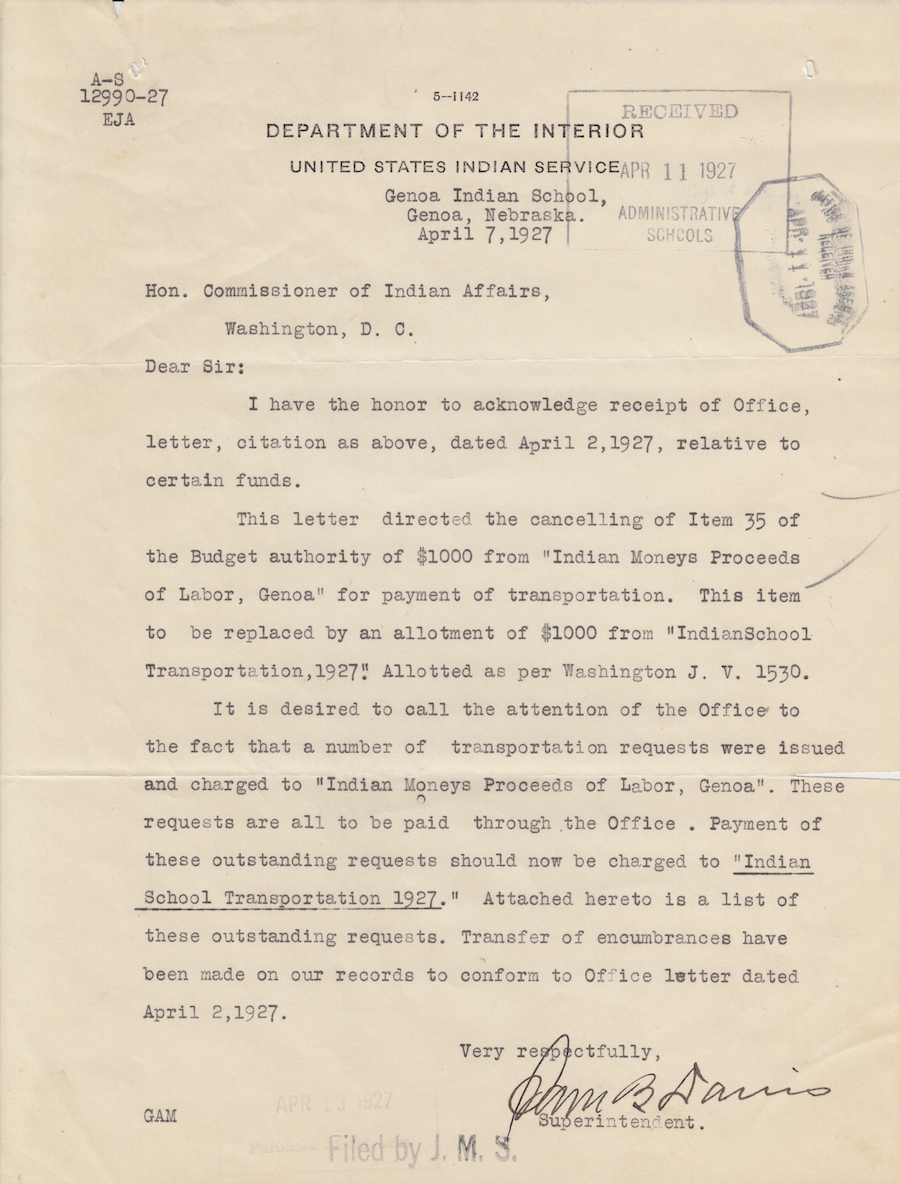 A-S
12990-27
EJA
5--1142
DEPARTMENT OF THE INTERIOR
UNITED STATES INDIAN SERVICE
Genoa Indian School,
Genoa, Nebraska.
April 7,1927
RECEIVED
APR 11 1927
ADMINISTRATIVE
SCHOOLS
RECEIVED
APR 11 1927
Hon. Commissioner of Indian Affairs,
Washington, D. C.
Dear Sir:
I have the honor to acknowledge receipt of Office,
letter, citation as above, dated April 2,1927, relative to
certain funds.
This letter directed the cancelling of Item 35 of
the Budget authority of $1000 from "Indian Moneys Proceeds
of Labor, Genoa" for payment of transportation. This item
to be replaced by an allotment of $1000 from "IndianSchool
Transportation,1927". Allotted as per Washington J. V. 1530.
It is desired to call the attention of the Office to
the fact that a number of transportation requests were issued
and charged to "Indian Moneys Proceeds of Labor, Genoa". These
requests are all to be paid through the Office . Payment of
these outstanding requests should now be charged to "Indian
School Transportation 1927." Attached hereto is a list of
these outstanding requests. Transfer of encumbrances have
been made on our records to conform to Office letter dated
April 2,1927.
Very respectfully,
Sam B Davis
Superintendent.
GAM
APR 13 1927
Filed by J. M. S.